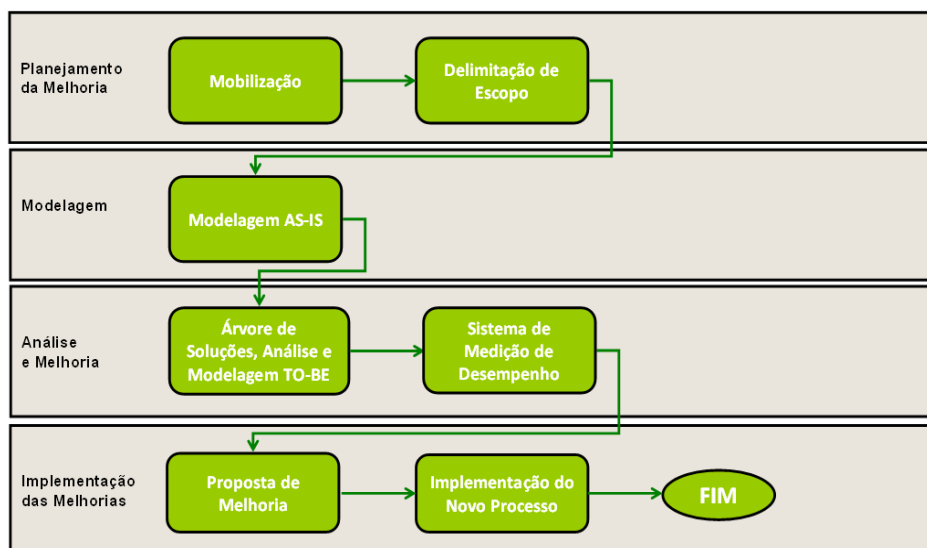 Planejamento
da Melhoria
Mobilização
Delimitação de
Escopo
Modelagem
Modelagem AS-IS
Análise
e Melhoria
Árvore de
Soluções, Análise e
Modelagem TO-BE
Sistema de
Medição de
Desempenho
Implementação
das Melhorias
Proposta de
Melhoria
Implementação do
Novo Processo
FIM